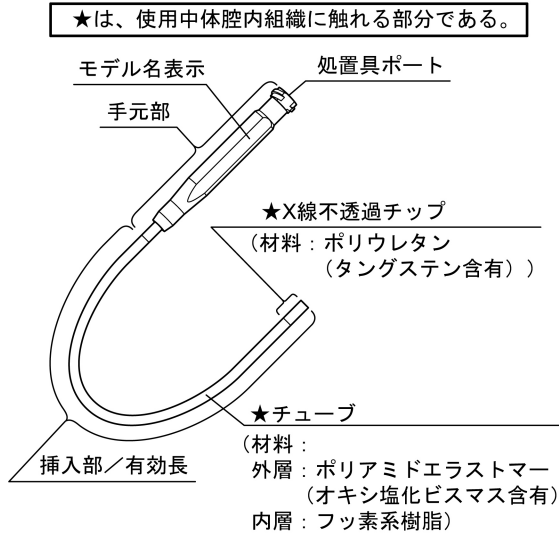 ★は、使用中体腔内組織に触れる部分である。
モデル名表示
処置具ポート
手元部
★X線不透過チップ
（材料：ポリウレタン
（タングステン含有））
★チューブ
（材料：
外層：ポリアミドエラストマー
（オキシ塩化ビスマス含有）
内層：フッ素系樹脂）
挿入部／有効長